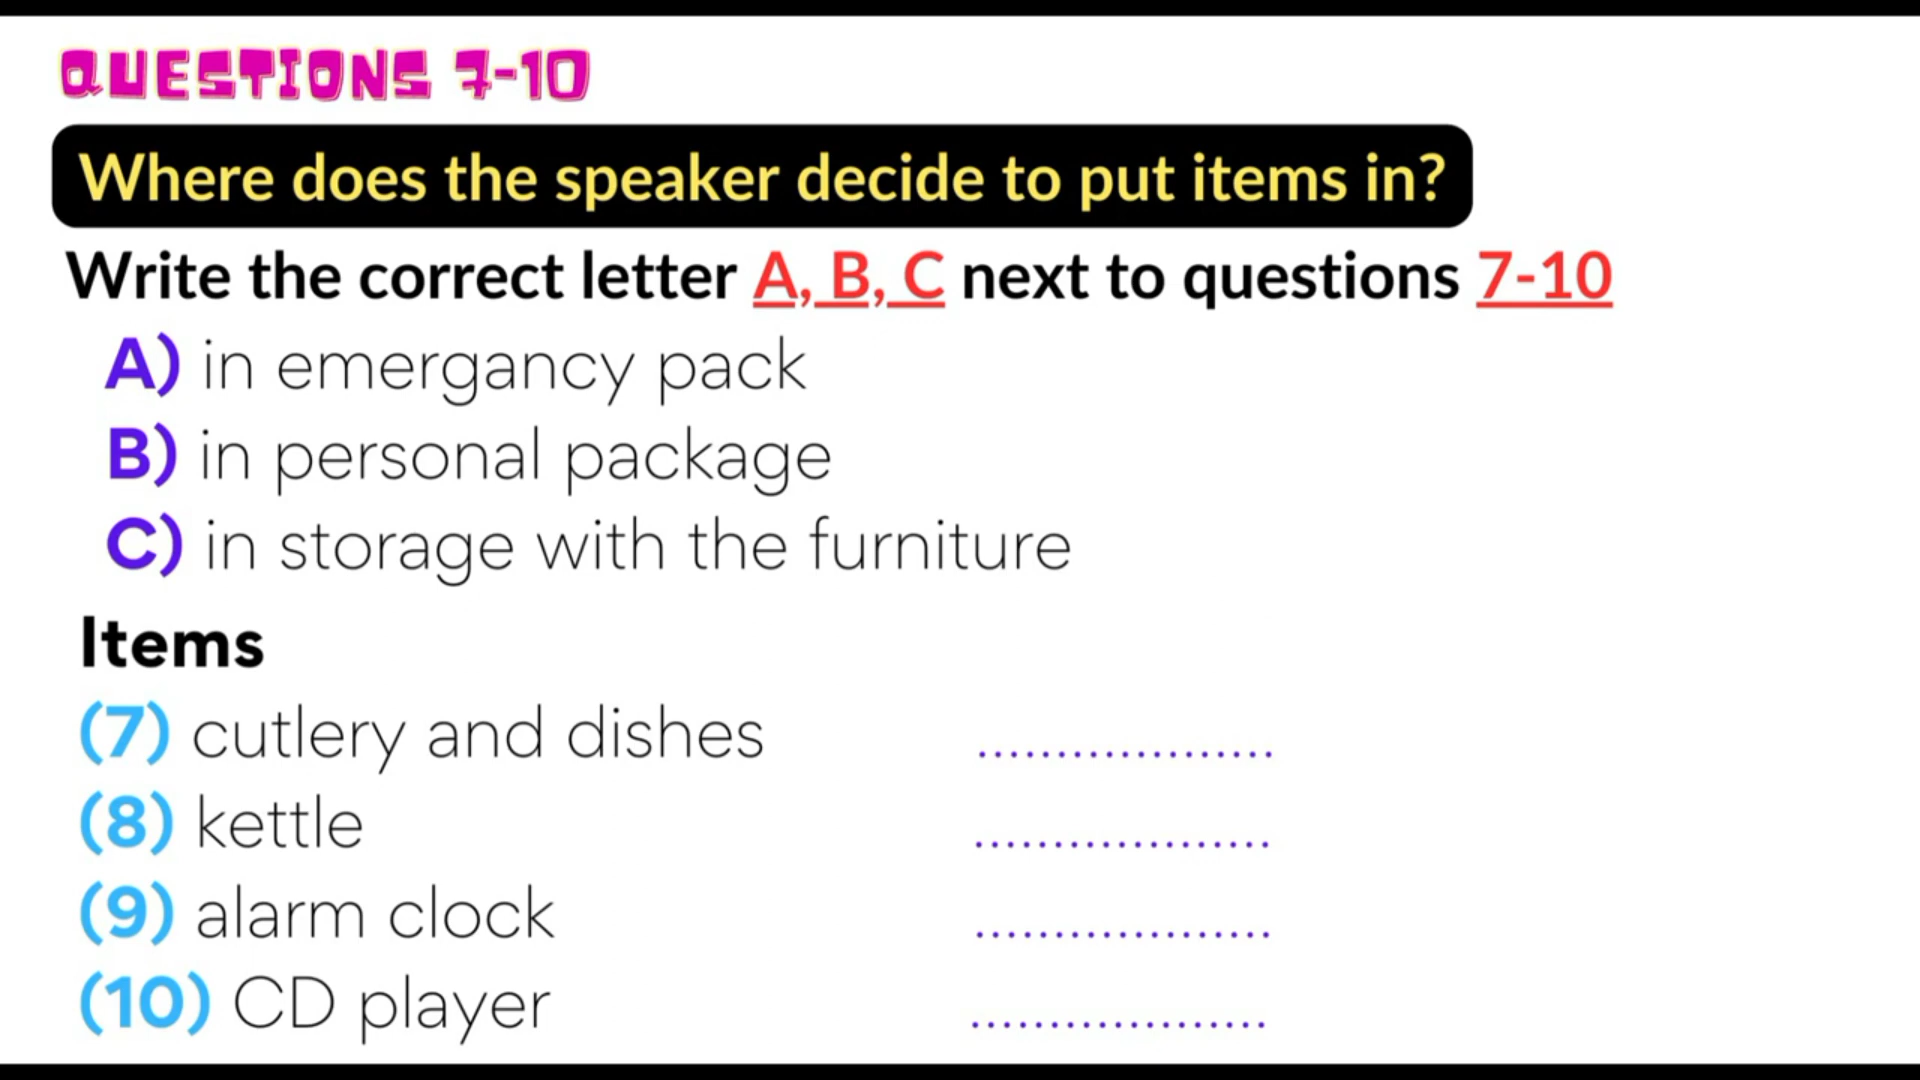 QUESTIONS 7-10
Where does the speaker decide to put items in?
Write the correct letter A, B, C next to questions 7-10
A) in emergancy pack
B) in personal package
C) in storage with the furniture
Items
(7) cutlery and dishes ...................
(8) kettle ...................
(9) alarm clock ...................
(10) CD player ...................